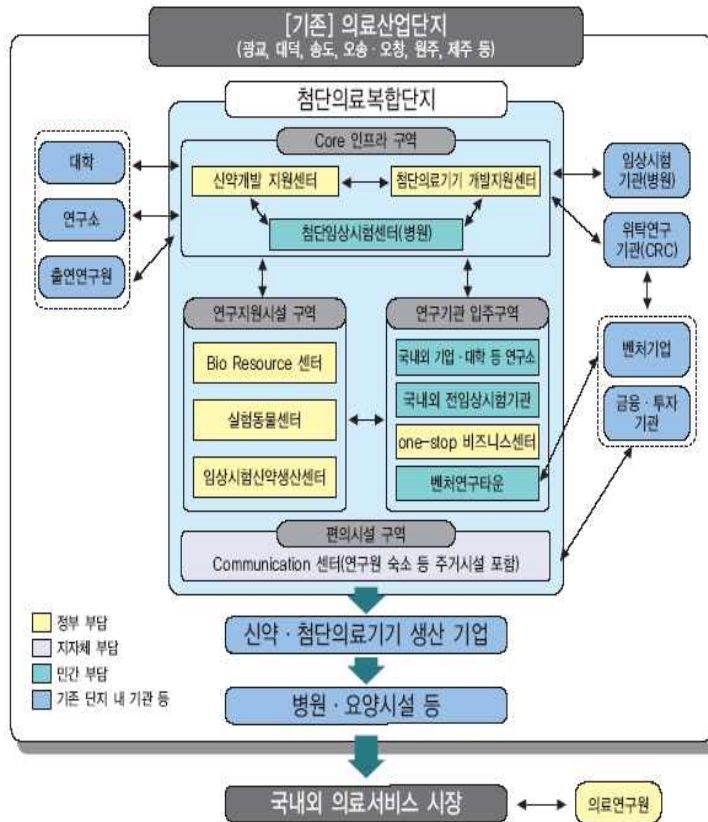 [기존] 의료산업단지
(광교, 대덕, 송도, 오송·오창, 원주, 제주 등)
첨단의료복합단지
Core 인프라 구역
대학
연구소
출연연구원
신약개발 지원센터
첨단의료기기 개발지원센터
첨단임상시험센터(병원)
임상시험
기관(병원)
위탁연구
기관(CRC)
벤처기업
금융·투자
기관
연구지원시설 구역
Bio Resource 센터
실험동물센터
임상시험신약생산센터
연구기관 입주구역
국내외 기업·대학 등 연구소
국내외 전임상시험기관
one-stop 비즈니스센터
벤처연구타운
편의시설 구역
Communication 센터(연구원 숙소 등 주거시설 포함)
정부 부담
지자체 부담
민간 부담
기존 단지 내 기관 등
신약·첨단의료기기 생산 기업
병원·요양시설 등
국내외 의료서비스 시장
의료연구원